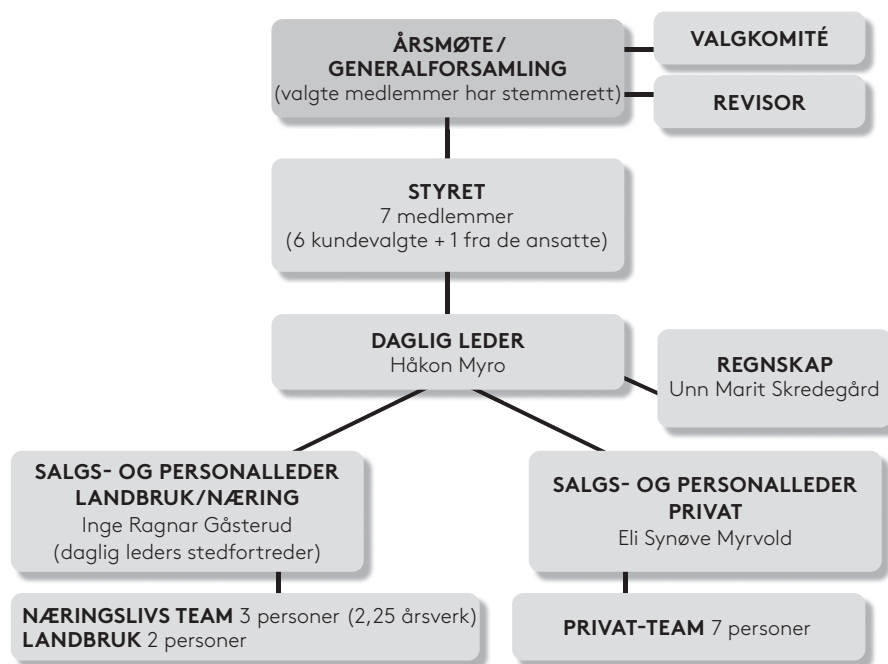 ÅRSMØTE/
GENERALFORSAMLING
(valgte medlemmer har stemmerett)
VALGKOMITÉ
REVISOR
STYRET
7 medlemmer
(6 kundevalgte + 1 fra de ansatte)
DAGLIG LEDER
Håkon Myro
REGNSKAP
Unn Marit Skredegård
SALGS- OG PERSONALLEDER
LANDBRUK/NÆRING
Inge Ragnar Gåsterud
(daglig leders stedfortreder)
SALGS- OG PERSONALLEDER
PRIVAT
Eli Synøve Myrvold
NÆRINGSLIVS TEAM 3 personer (2,25 årsverk)
LANDBRUK 2 personer
PRIVAT-TEAM 7 personer